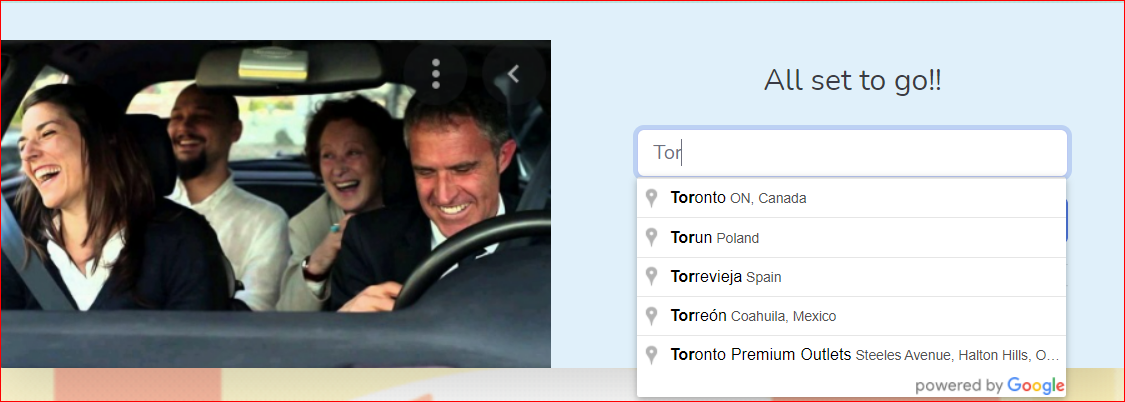 All set to go!!
Tor
Toronto ON, Canada
Torun Poland
Torrevieja Spain
Torreón Coahuila, Mexico
Toronto Premium Outlets Steeles Avenue, Halton Hills, O…
powered by Google